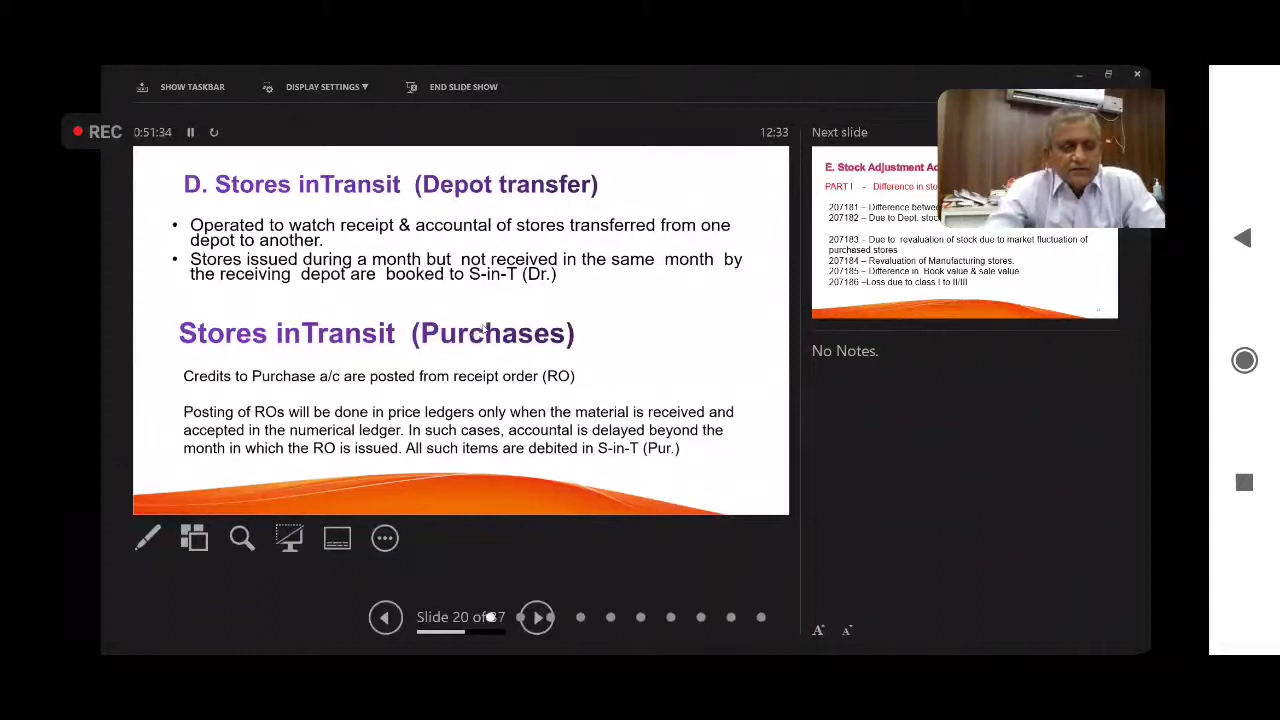 SHOW TASKBAR
DISPLAY SETTINGS ▼
END SLIDE SHOW
REC
0:51:34
12:33
D. Stores inTransit (Depot transfer)
• Operated to watch receipt & accountal of stores transferred from one
depot to another.
• Stores issued during a month but not received in the same month by
the receiving depot are booked to S-in-T (Dr.)
Stores inTransit (Purchases)
Credits to Purchase a/c are posted from receipt order (RO)
Posting of ROs will be done in price ledgers only when the material is received and
accepted in the numerical ledger. In such cases, accountal is delayed beyond the
month in which the RO is issued. All such items are debited in S-in-T (Pur.)
Slide 20 of 37
Next slide
E. Stock Adjustment
PART I - Difference in
207181 – Difference
207182 – Due to Dept.
207183 – Due to revaluation of stock due to market fluctuation of
purchased stores
207184 – Revaluation of Manufacturing stores.
207185 – Difference in Book value & sale value
207186 –Loss due to class I to II/III
No Notes.
A A